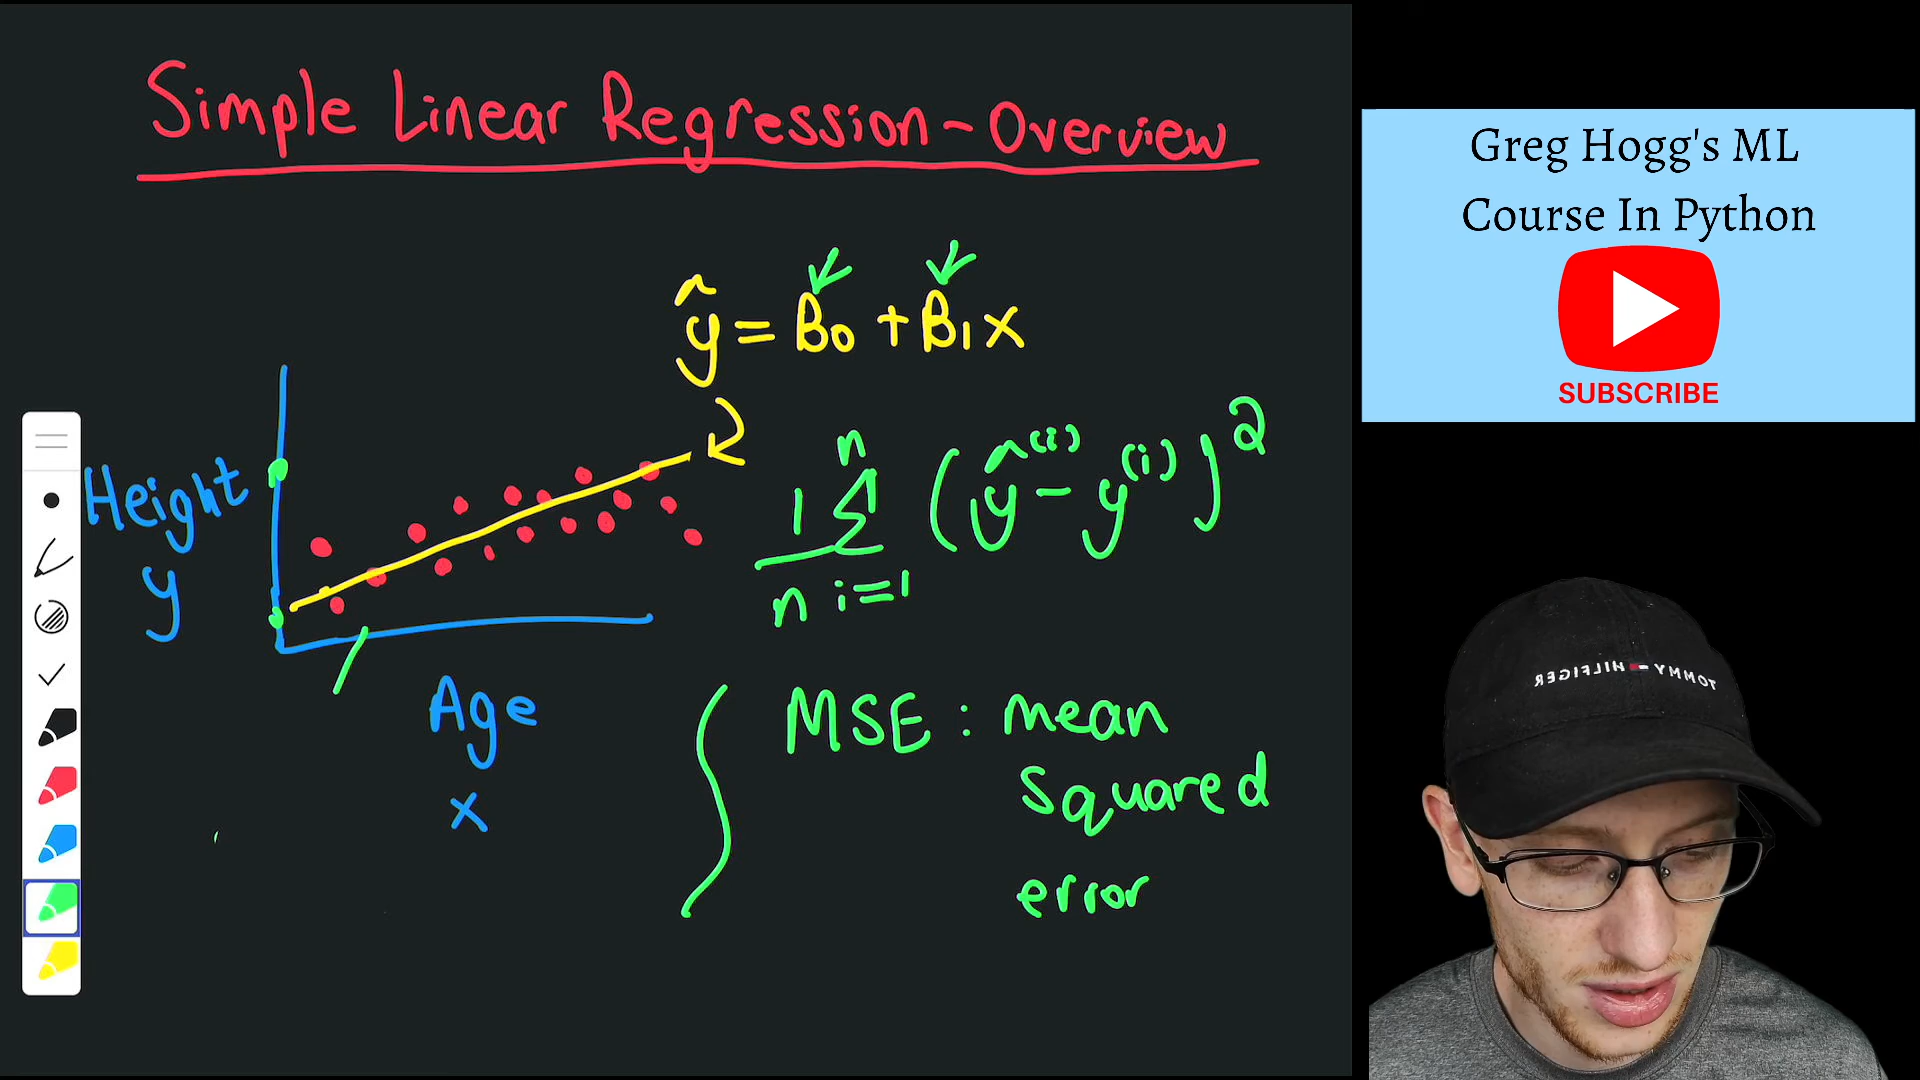 Simple Linear Regression - Overview
Greg Hogg's ML
Course In Python
SUBSCRIBE
ŷ = B₀ + B₁x
1/n Σ i=1 n (ŷ⁽ⁱ⁾ - y⁽ⁱ⁾)²
Height
y
Age
x
MSE : mean
squared
error
TOMMY HILFIGER